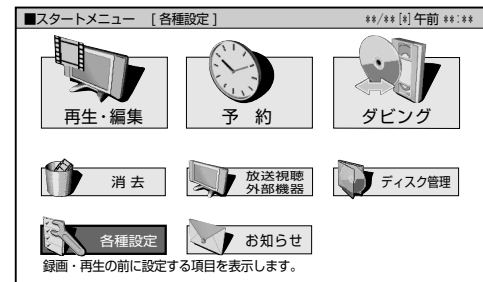 ■スタートメニュー [各種設定] **/**[*]午前**:**
再生・編集 予約 ダビング
消去 放送視聴 ディスク管理
外部機器
各種設定 お知らせ
録画・再生の前に設定する項目を表示します。